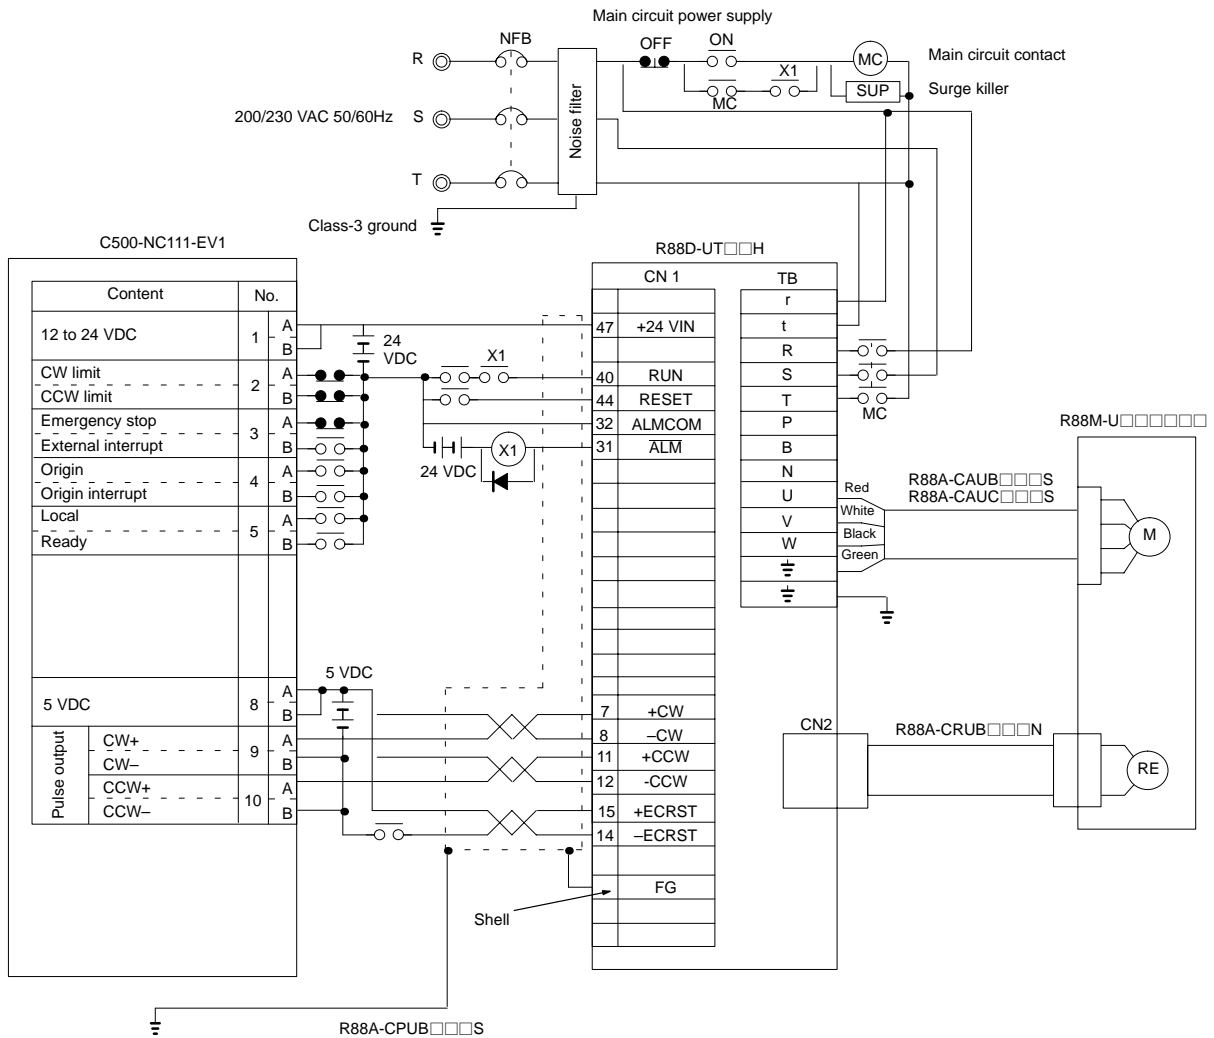 Main circuit power supply
NFB
OFF
ON
R
MC
Main circuit contact
X1
MC
SUP
Surge killer
Noise filter
200/230 VAC 50/60Hz
S
T
Class-3 ground
C500-NC111-EV1
R88D-UT□□H
Content No.
CN 1
TB
12 to 24 VDC 1 A B
CW limit 2 A
CCW limit B
Emergency stop 3 A
External interrupt B
Origin 4 A
Origin interrupt B
Local 5 A
Ready B
24 VDC
X1
24 VDC
X1
47 +24 VIN
40 RUN
44 RESET
32 ALMCOM
31 ALM
r
t
R
S
T
P
B
N
U
V
W
MC
R88M-U□□□□□□
Red
White
Black
Green
R88A-CAUB□□□S
R88A-CAUC□□□S
M
5 VDC
5 VDC 8 A B
Pulse output
CW+ 9 A
CW– B
CCW+ 10 A
CCW– B
7 +CW
8 –CW
11 +CCW
12 -CCW
15 +ECRST
14 –ECRST
FG
Shell
CN2
R88A-CRUB□□□N
RE
R88A-CPUB□□□S